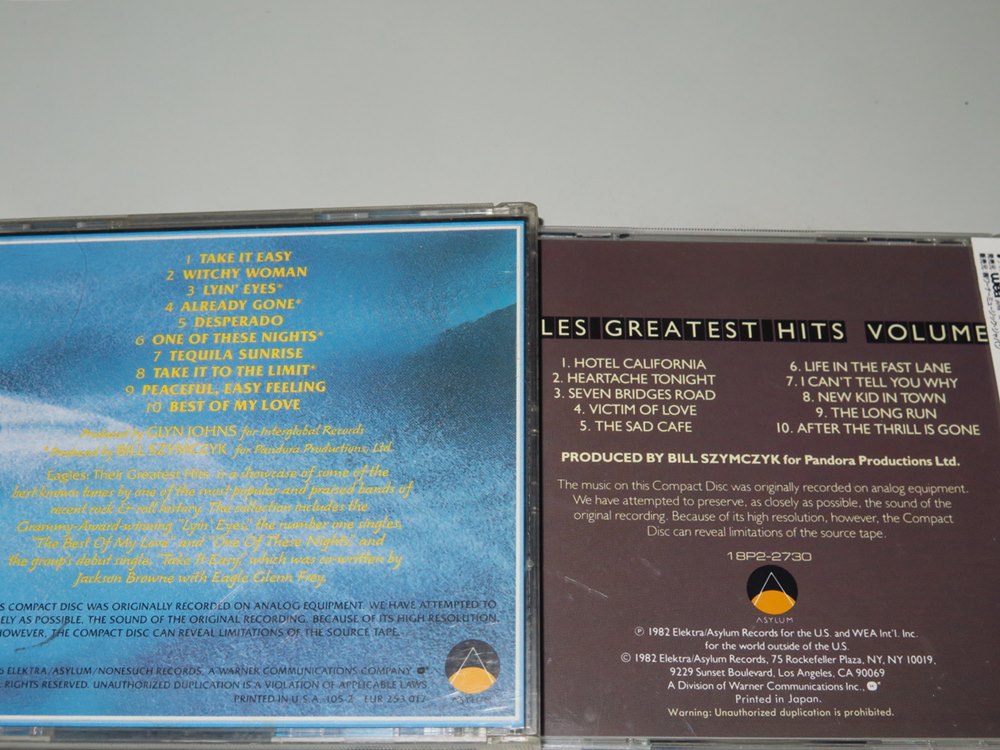 1 TAKE IT EASY
2 WITCHY WOMAN
3 LYIN' EYES*
4 ALREADY GONE*
5 DESPERADO
6 ONE OF THESE NIGHTS*
7 TEQUILA SUNRISE
8 TAKE IT TO THE LIMIT*
9 PEACEFUL, EASY FEELING
10 BEST OF MY LOVE
Produced by GLYN JOHNS for Interglobal Records
* Produced by BILL SZYMCZYK for Pandora Productions, Ltd.
Eagles: Their Greatest Hits is a showcase of some of the
best known tunes by one of the most popular and praised bands of
recent rock & roll history. The collection includes the
Grammy-Award-winning "Lyin' Eyes," the number one singles,
"The Best Of My Love" and "One Of These Nights," and
the group's debut single, "Take It Easy," which was co-written by
Jackson Browne with Eagle Glenn Frey.
S COMPACT DISC WAS ORIGINALLY RECORDED ON ANALOG EQUIPMENT. WE HAVE ATTEMPTED TO
ELY AS POSSIBLE, THE SOUND OF THE ORIGINAL RECORDING. BECAUSE OF ITS HIGH RESOLUTION,
HOWEVER, THE COMPACT DISC CAN REVEAL LIMITATIONS OF THE SOURCE TAPE.
6 ELEKTRA/ASYLUM/NONESUCH RECORDS, A WARNER COMMUNICATIONS COMPANY
L RIGHTS RESERVED. UNAUTHORIZED DUPLICATION IS A VIOLATION OF APPLICABLE LAWS
PRINTED IN U.S.A. 105-2 EUR 253 012
ASYLUM
LES GREATEST HITS VOLUME
1. HOTEL CALIFORNIA
2. HEARTACHE TONIGHT
3. SEVEN BRIDGES ROAD
4. VICTIM OF LOVE
5. THE SAD CAFE
6. LIFE IN THE FAST LANE
7. I CAN'T TELL YOU WHY
8. NEW KID IN TOWN
9. THE LONG RUN
10. AFTER THE THRILL IS GONE
PRODUCED BY BILL SZYMCZYK for Pandora Productions Ltd.
The music on this Compact Disc was originally recorded on analog equipment.
We have attempted to preserve, as closely as possible, the sound of the
original recording. Because of its high resolution, however, the Compact
Disc can reveal limitations of the source tape.
18P2-2730
ASYLUM
℗ 1982 Elektra/Asylum Records for the U.S. and WEA Int'l. Inc.
for the world outside of the U.S.
© 1982 Elektra/Asylum Records, 75 Rockefeller Plaza, NY, NY 10019,
9229 Sunset Boulevard, Los Angeles, CA 90069
A Division of Warner Communications Inc.,
Printed in Japan.
Warning: Unauthorized duplication is prohibited.